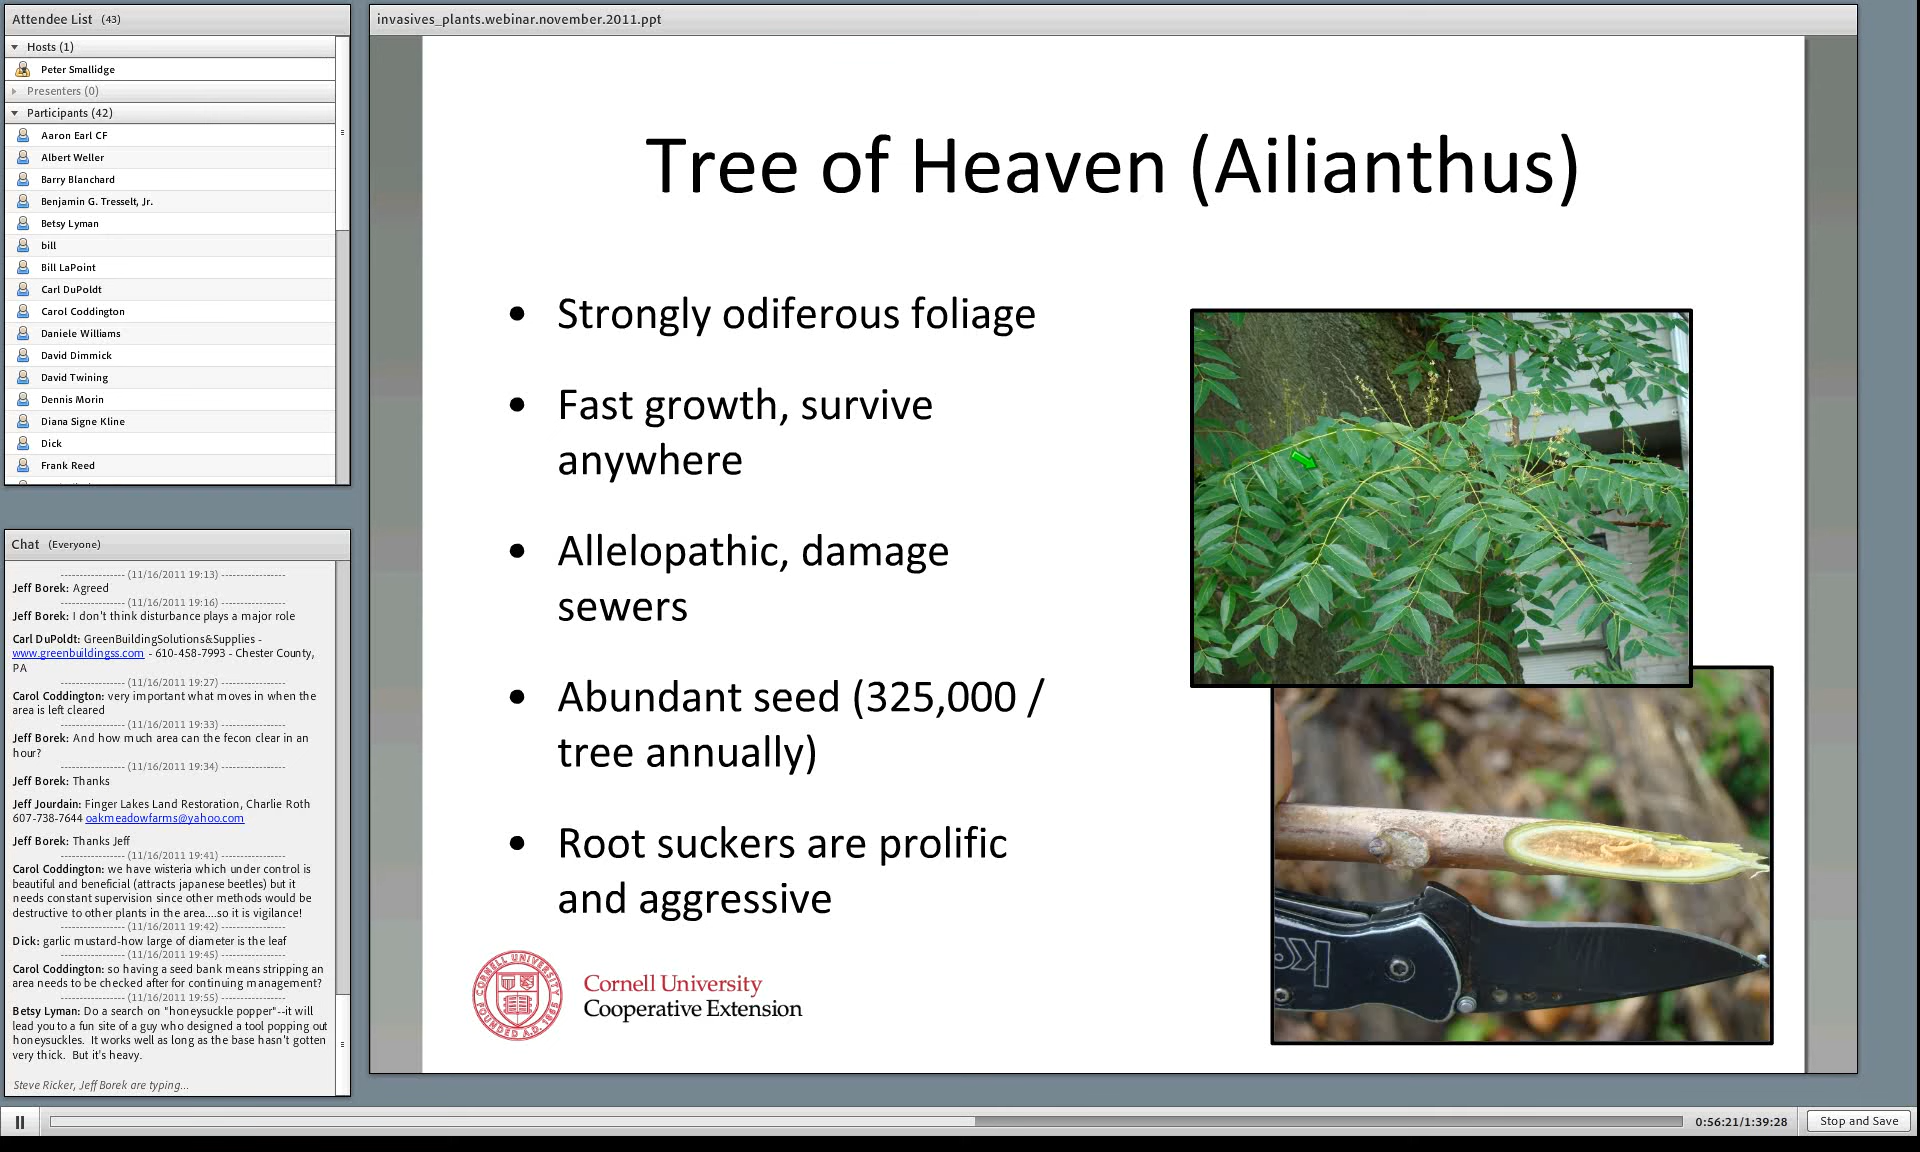 Attendee List (43)
Hosts (1)
Peter Smallidge
Presenters (0)
Participants (42)
Aaron Earl CF
Albert Weller
Barry Blanchard
Benjamin G. Tresselt, Jr.
Betsy Lyman
bill
Bill LaPoint
Carl DuPoldt
Carol Coddington
Daniele Williams
David Dimmick
David Twining
Dennis Morin
Diana Signe Kline
Dick
Frank Reed
Chat (Everyone)
----------------- (11/16/2011 19:13) -----------------
Jeff Borek: Agreed
----------------- (11/16/2011 19:16) -----------------
Jeff Borek: I don't think disturbance plays a major role
Carl DuPoldt: GreenBuildingSolutions&Supplies -
www.greenbuildingss.com - 610-458-7993 - Chester County,
PA
----------------- (11/16/2011 19:27) -----------------
Carol Coddington: very important what moves in when the
area is left cleared
----------------- (11/16/2011 19:33) -----------------
Jeff Borek: And how much area can the fecon clear in an
hour?
----------------- (11/16/2011 19:34) -----------------
Jeff Borek: Thanks
Jeff Jourdain: Finger Lakes Land Restoration, Charlie Roth
607-738-7644 oakmeadowfarms@yahoo.com
Jeff Borek: Thanks Jeff
----------------- (11/16/2011 19:41) -----------------
Carol Coddington: we have wisteria which under control is
beautiful and beneficial (attracts japanese beetles) but it
needs constant supervision since other methods would be
destructive to other plants in the area....so it is vigilance!
----------------- (11/16/2011 19:42) -----------------
Dick: garlic mustard-how large of diameter is the leaf
----------------- (11/16/2011 19:45) -----------------
Carol Coddington: so having a seed bank means stripping an
area needs to be checked after for continuing management?
----------------- (11/16/2011 19:55) -----------------
Betsy Lyman: Do a search on "honeysuckle popper"--it will
lead you to a fun site of a guy who designed a tool popping out
honeysuckles. It works well as long as the base hasn't gotten
very thick. But it's heavy.
Steve Ricker, Jeff Borek are typing...
invasives_plants.webinar.november.2011.ppt
Tree of Heaven (Ailianthus)
• Strongly odiferous foliage
• Fast growth, survive
anywhere
• Allelopathic, damage
sewers
• Abundant seed (325,000 /
tree annually)
• Root suckers are prolific
and aggressive
CORNELL UNIVERSITY
FOUNDED A.D. 1865
Cornell University
Cooperative Extension
0:56:21/1:39:28
Stop and Save